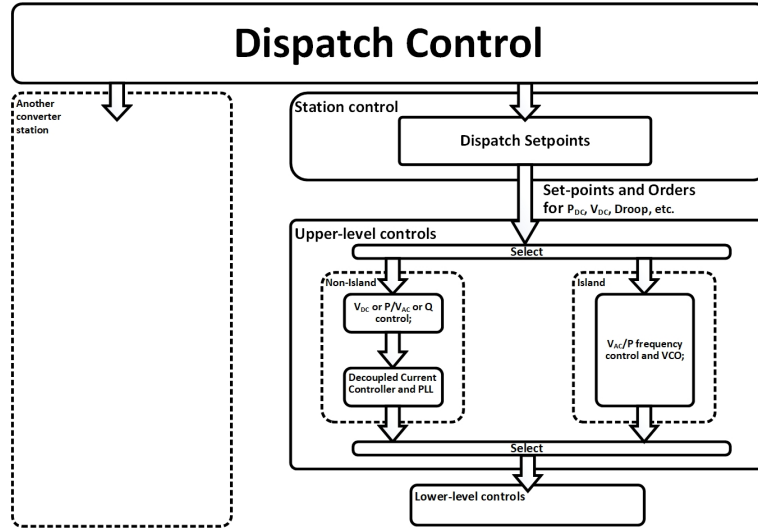 Dispatch Control
Another
converter
station
Station control
Dispatch Setpoints
Set-points and Orders
for PDC, VDC, Droop, etc.
Upper-level controls
Select
Non-Island
VDC or P/VAC or Q
control;
Decoupled Current
Controller and PLL
Island
VAC/P frequency
control and VCO;
Select
Lower-level controls